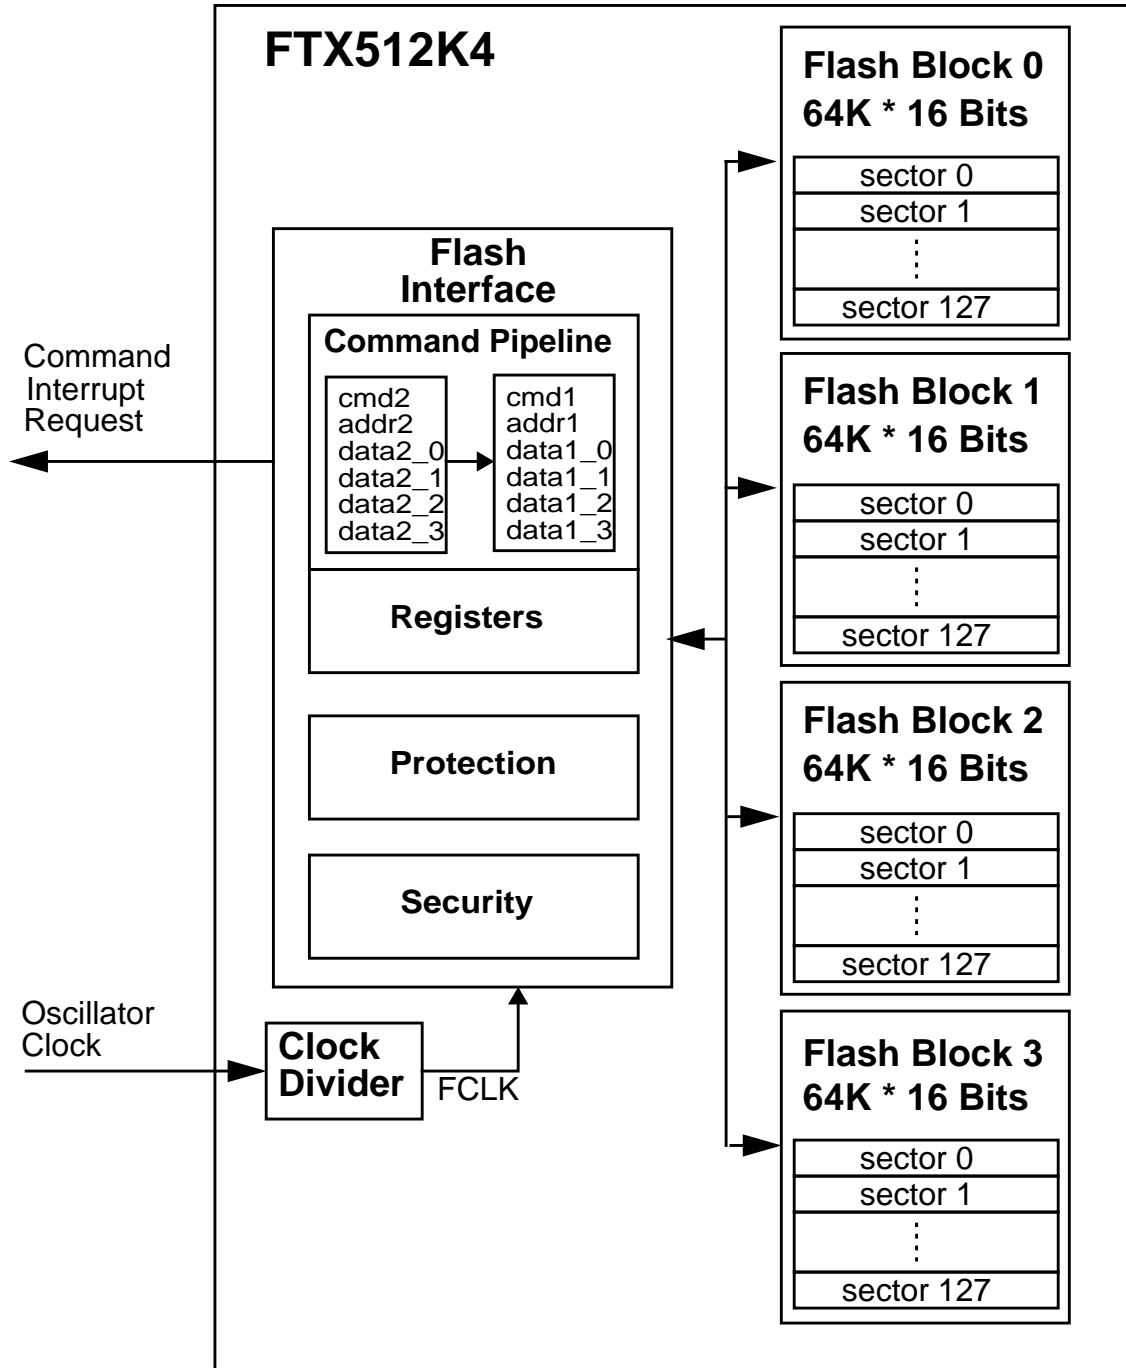 FTX512K4
Flash Block 0
64K * 16 Bits
sector 0
sector 1
sector 127
Flash
Interface
Command Pipeline
cmd2
addr2
data2_0
data2_1
data2_2
data2_3
cmd1
addr1
data1_0
data1_1
data1_2
data1_3
Registers
Protection
Security
Command
Interrupt
Request
Flash Block 1
64K * 16 Bits
sector 0
sector 1
sector 127
Flash Block 2
64K * 16 Bits
sector 0
sector 1
sector 127
Oscillator
Clock
Clock
Divider
FCLK
Flash Block 3
64K * 16 Bits
sector 0
sector 1
sector 127